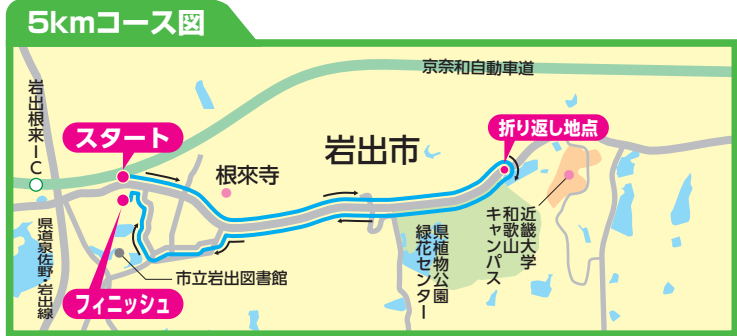 5kmコース図
京奈和自動車道
岩出根来IC
スタート
折り返し地点
岩出市
根來寺
近畿大学
和歌山
キャンパス
県植物公園
緑花センター
県道泉佐野・岩出線
市立岩出図書館
フィニッシュ